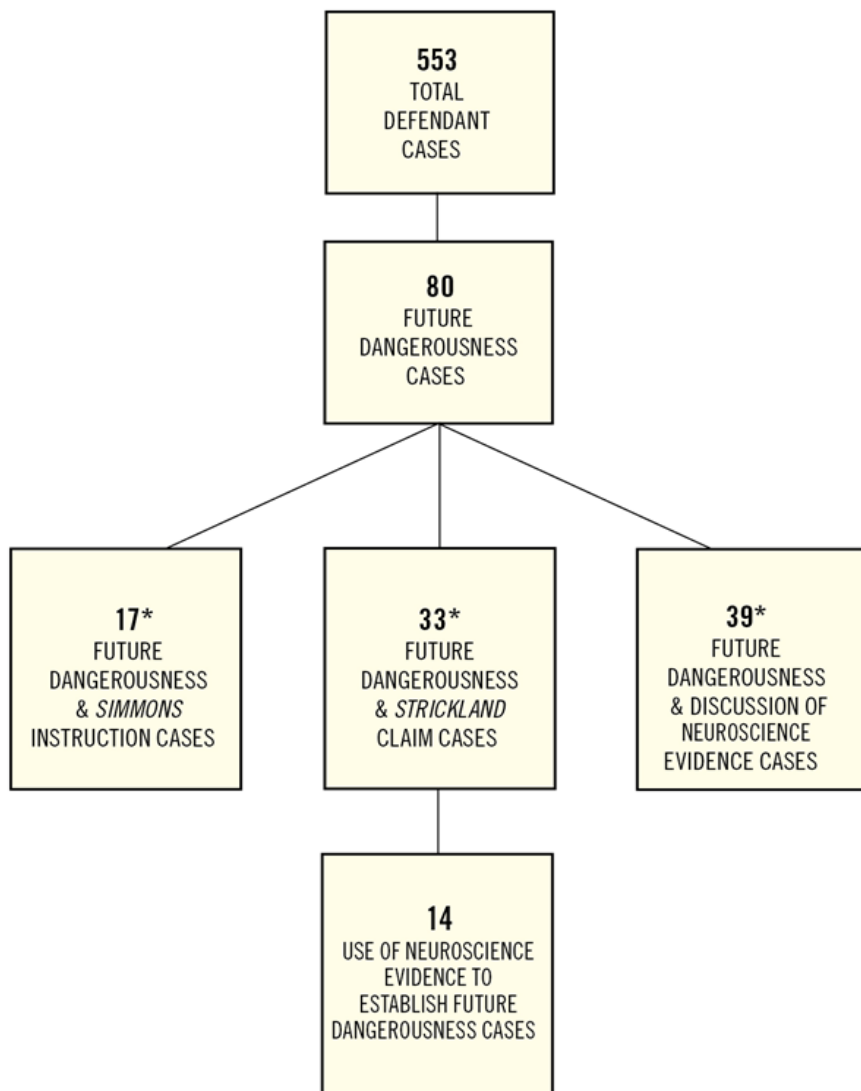 553
TOTAL
DEFENDANT
CASES
80
FUTURE
DANGEROUSNESS
CASES
17*
FUTURE
DANGEROUSNESS
& SIMMONS
INSTRUCTION CASES
33*
FUTURE
DANGEROUSNESS
& STRICKLAND
CLAIM CASES
39*
FUTURE
DANGEROUSNESS
& DISCUSSION OF
NEUROSCIENCE
EVIDENCE CASES
14
USE OF NEUROSCIENCE
EVIDENCE TO
ESTABLISH FUTURE
DANGEROUSNESS CASES